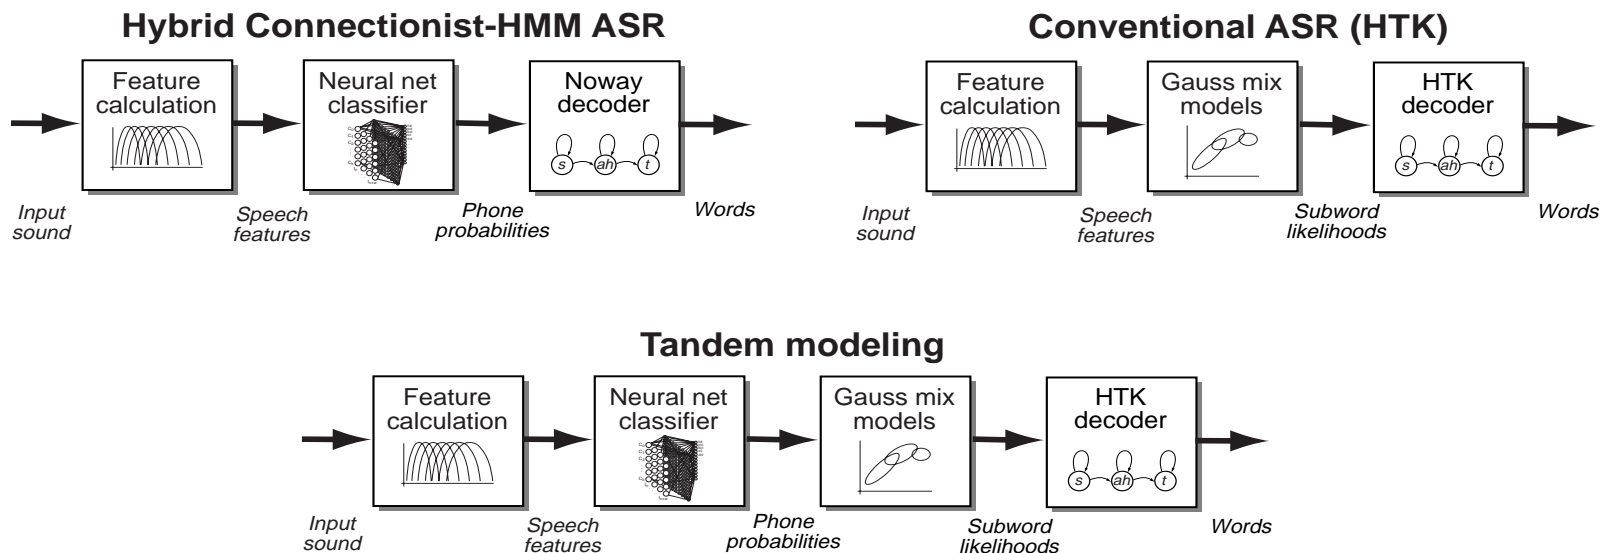 Hybrid Connectionist-HMM ASR
Feature
calculation
Neural net
classifier
Noway
decoder
s ah t
Input
sound
Speech
features
Phone
probabilities
Words
Conventional ASR (HTK)
Feature
calculation
Gauss mix
models
HTK
decoder
s ah t
Input
sound
Speech
features
Subword
likelihoods
Words
Tandem modeling
Feature
calculation
Neural net
classifier
Gauss mix
models
HTK
decoder
s ah t
Input
sound
Speech
features
Phone
probabilities
Subword
likelihoods
Words